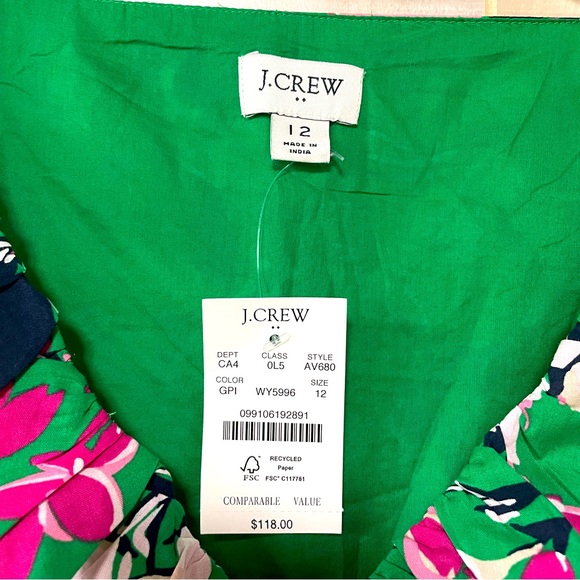 J.CREW
12
MADE IN
INDIA
J.CREW
DEPT CLASS STYLE
CA4 0L5 AV680
COLOR SIZE
GPI WY5996 12
099106192891
RECYCLED
Paper
FSC FSC® C117781
COMPARABLE VALUE
$118.00